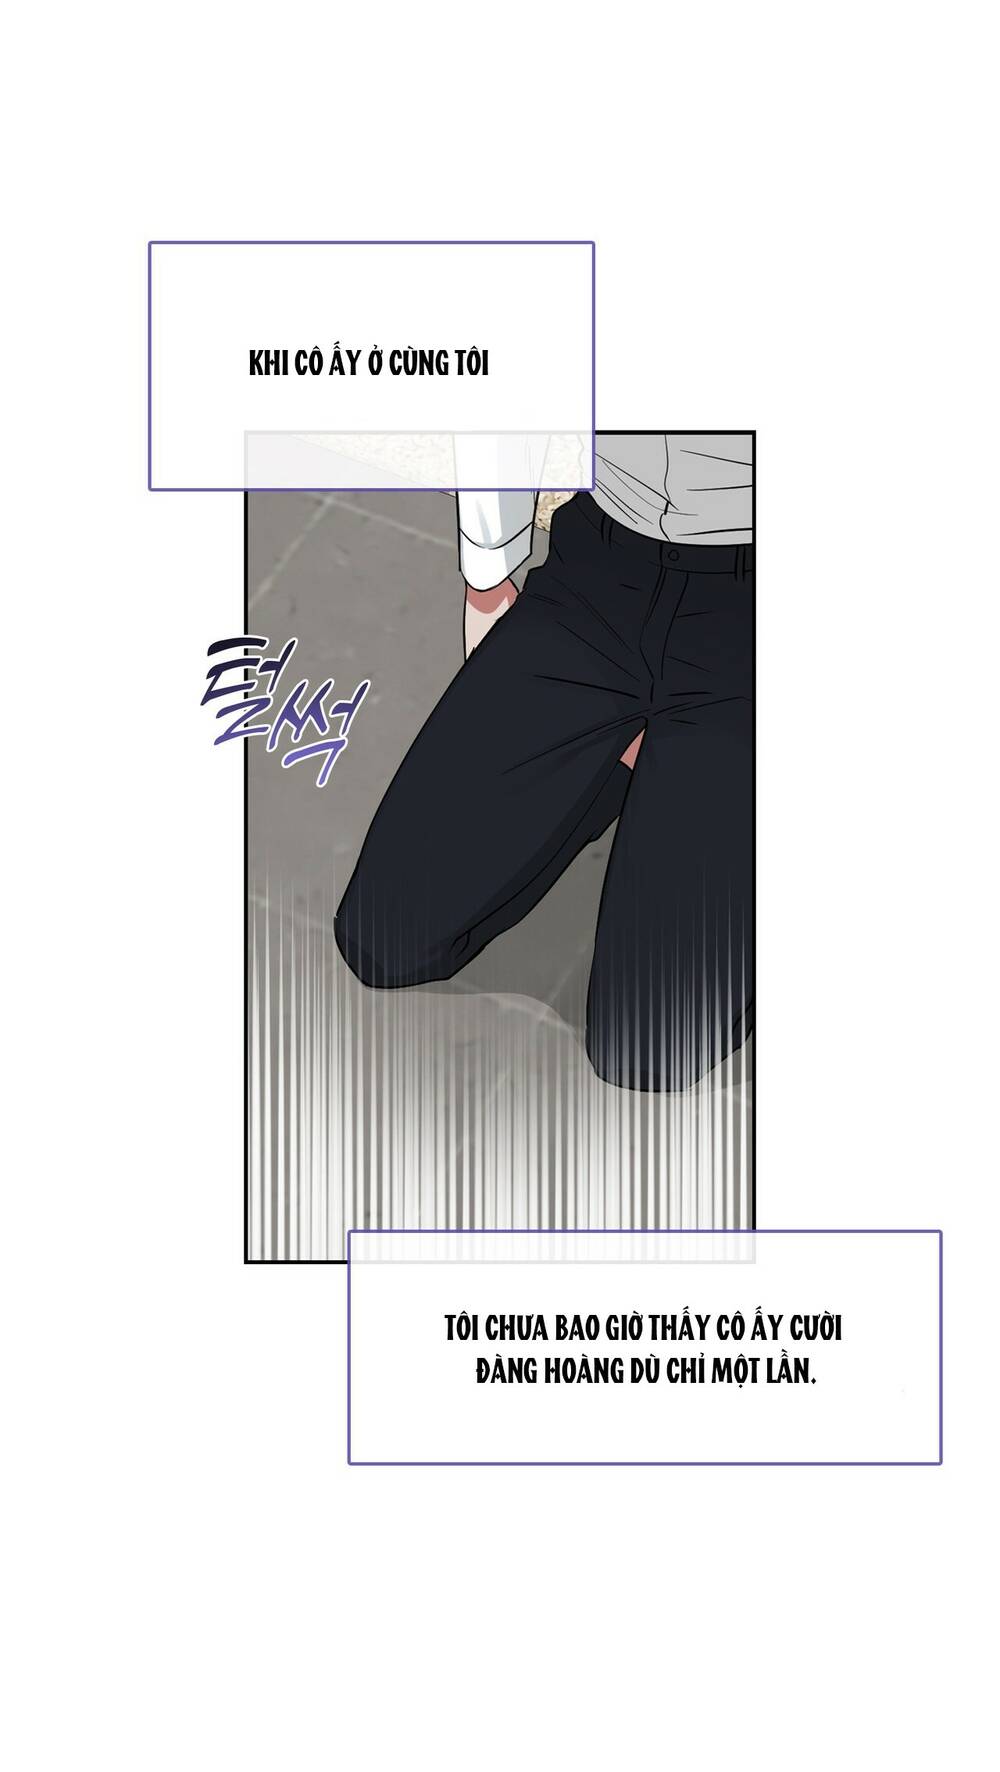 KHI CÔ ẤY Ở CÙNG TÔI
털썩
TÔI CHƯA BAO GIỜ THẤY CÔ ẤY CƯỜI
ĐÀNG HOÀNG DÙ CHỈ MỘT LẦN.